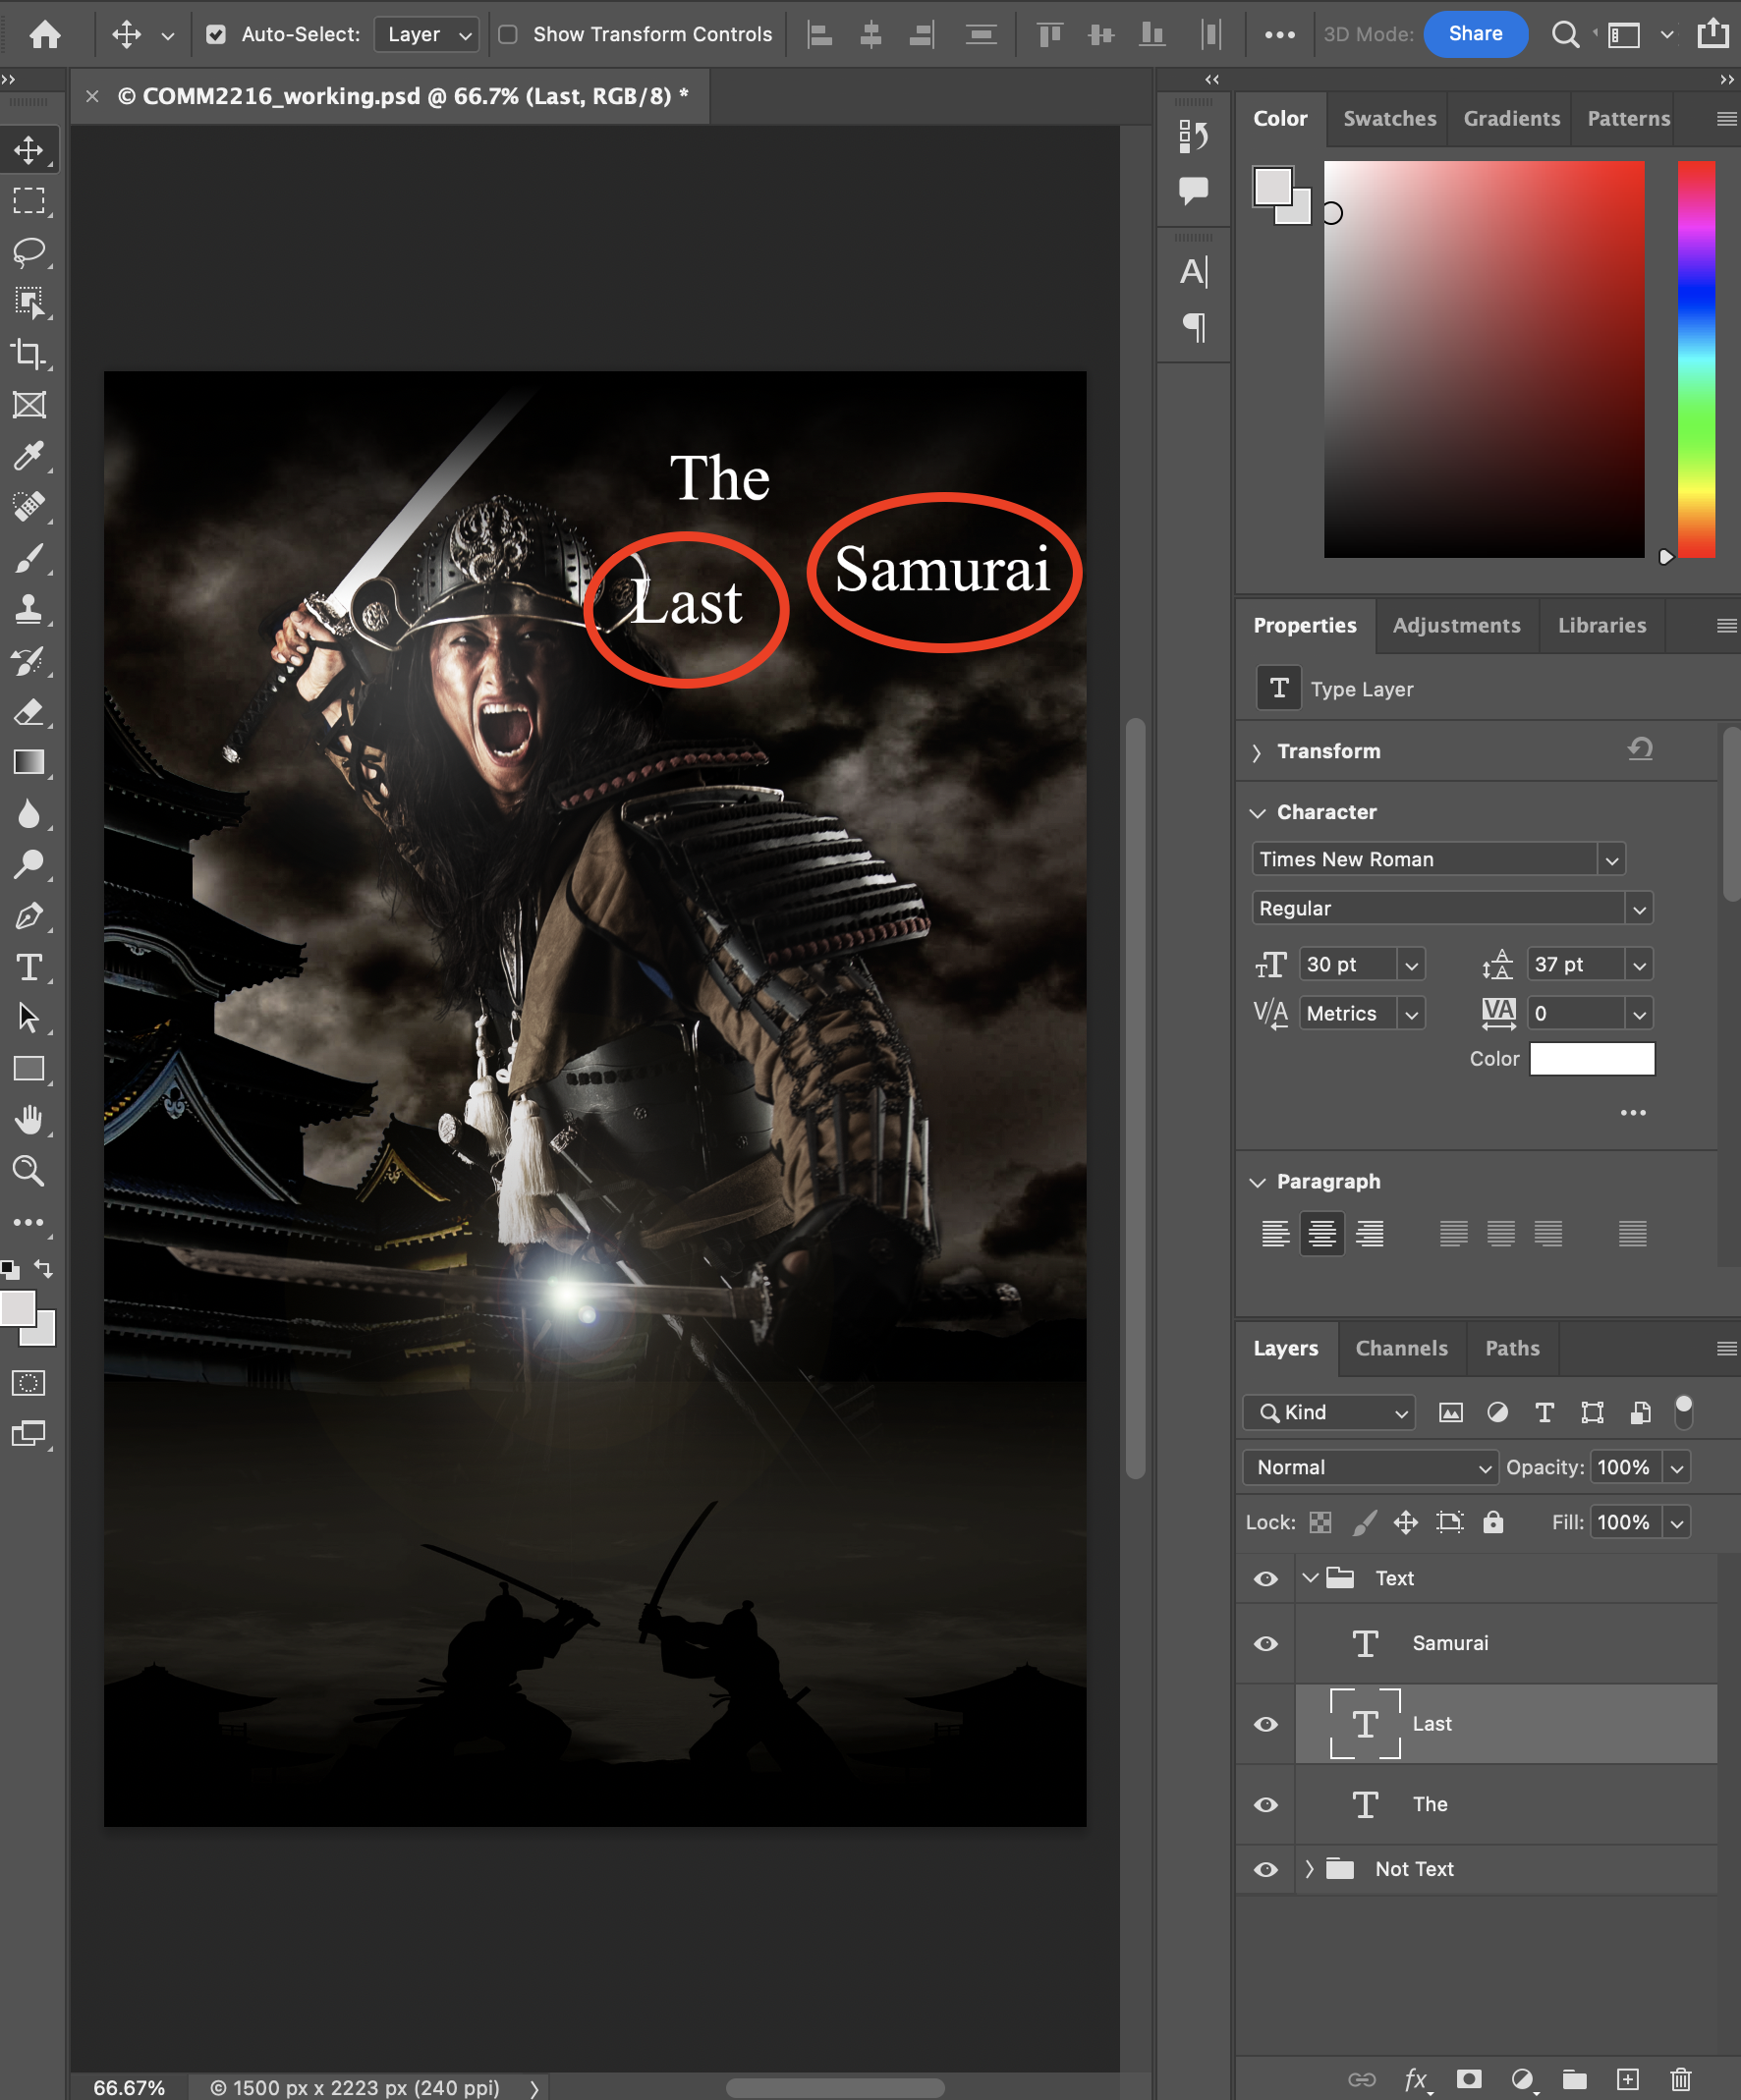 Auto-Select: Layer Show Transform Controls 3D Mode: Share
© COMM2216_working.psd @ 66.7% (Last, RGB/8) *
Color Swatches Gradients Patterns
The
Last
Samurai
Properties Adjustments Libraries
T Type Layer
Transform
Character
Times New Roman
Regular
30 pt 37 pt
Metrics 0
Color
Paragraph
Layers Channels Paths
Kind
Normal Opacity: 100%
Lock: Fill: 100%
Text
T Samurai
T Last
T The
Not Text
66.67% © 1500 px x 2223 px (240 ppi)
fx